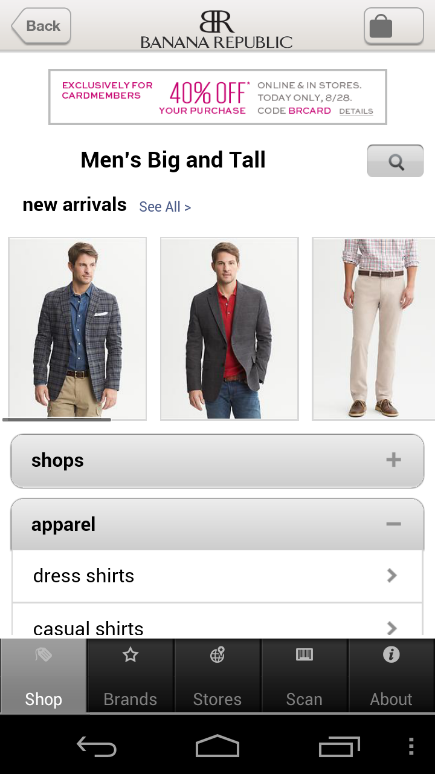 Back
BR
BANANA REPUBLIC
EXCLUSIVELY FOR
CARDMEMBERS
40% OFF*
YOUR PURCHASE
ONLINE & IN STORES.
TODAY ONLY, 8/28.
CODE BRCARD DETAILS
Men's Big and Tall
new arrivals See All >
shops
apparel
dress shirts
casual shirts
Shop Brands Stores Scan About